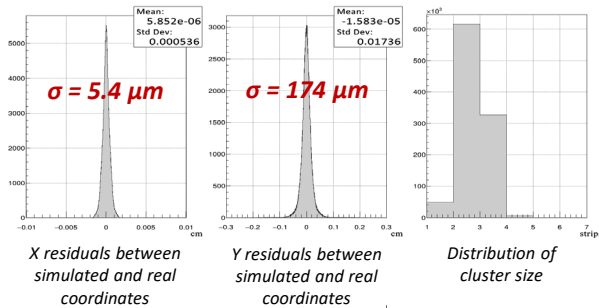 Mean:
5.852e-06
Std Dev:
0.000536
5000
4000
3000
2000
1000
0
σ = 5.4 μm
−0.01
−0.005
0
0.005
0.01
cm
X residuals between
simulated and real
coordinates
Mean:
-1.583e-05
Std Dev:
0.01736
3000
2500
2000
1500
1000
500
0
σ = 174 μm
−0.3
−0.2
−0.1
0
0.1
0.2
0.3
cm
Y residuals between
simulated and real
coordinates
×10³
600
500
400
300
200
100
0
1
2
3
4
5
6
7
strip
Distribution of
cluster size